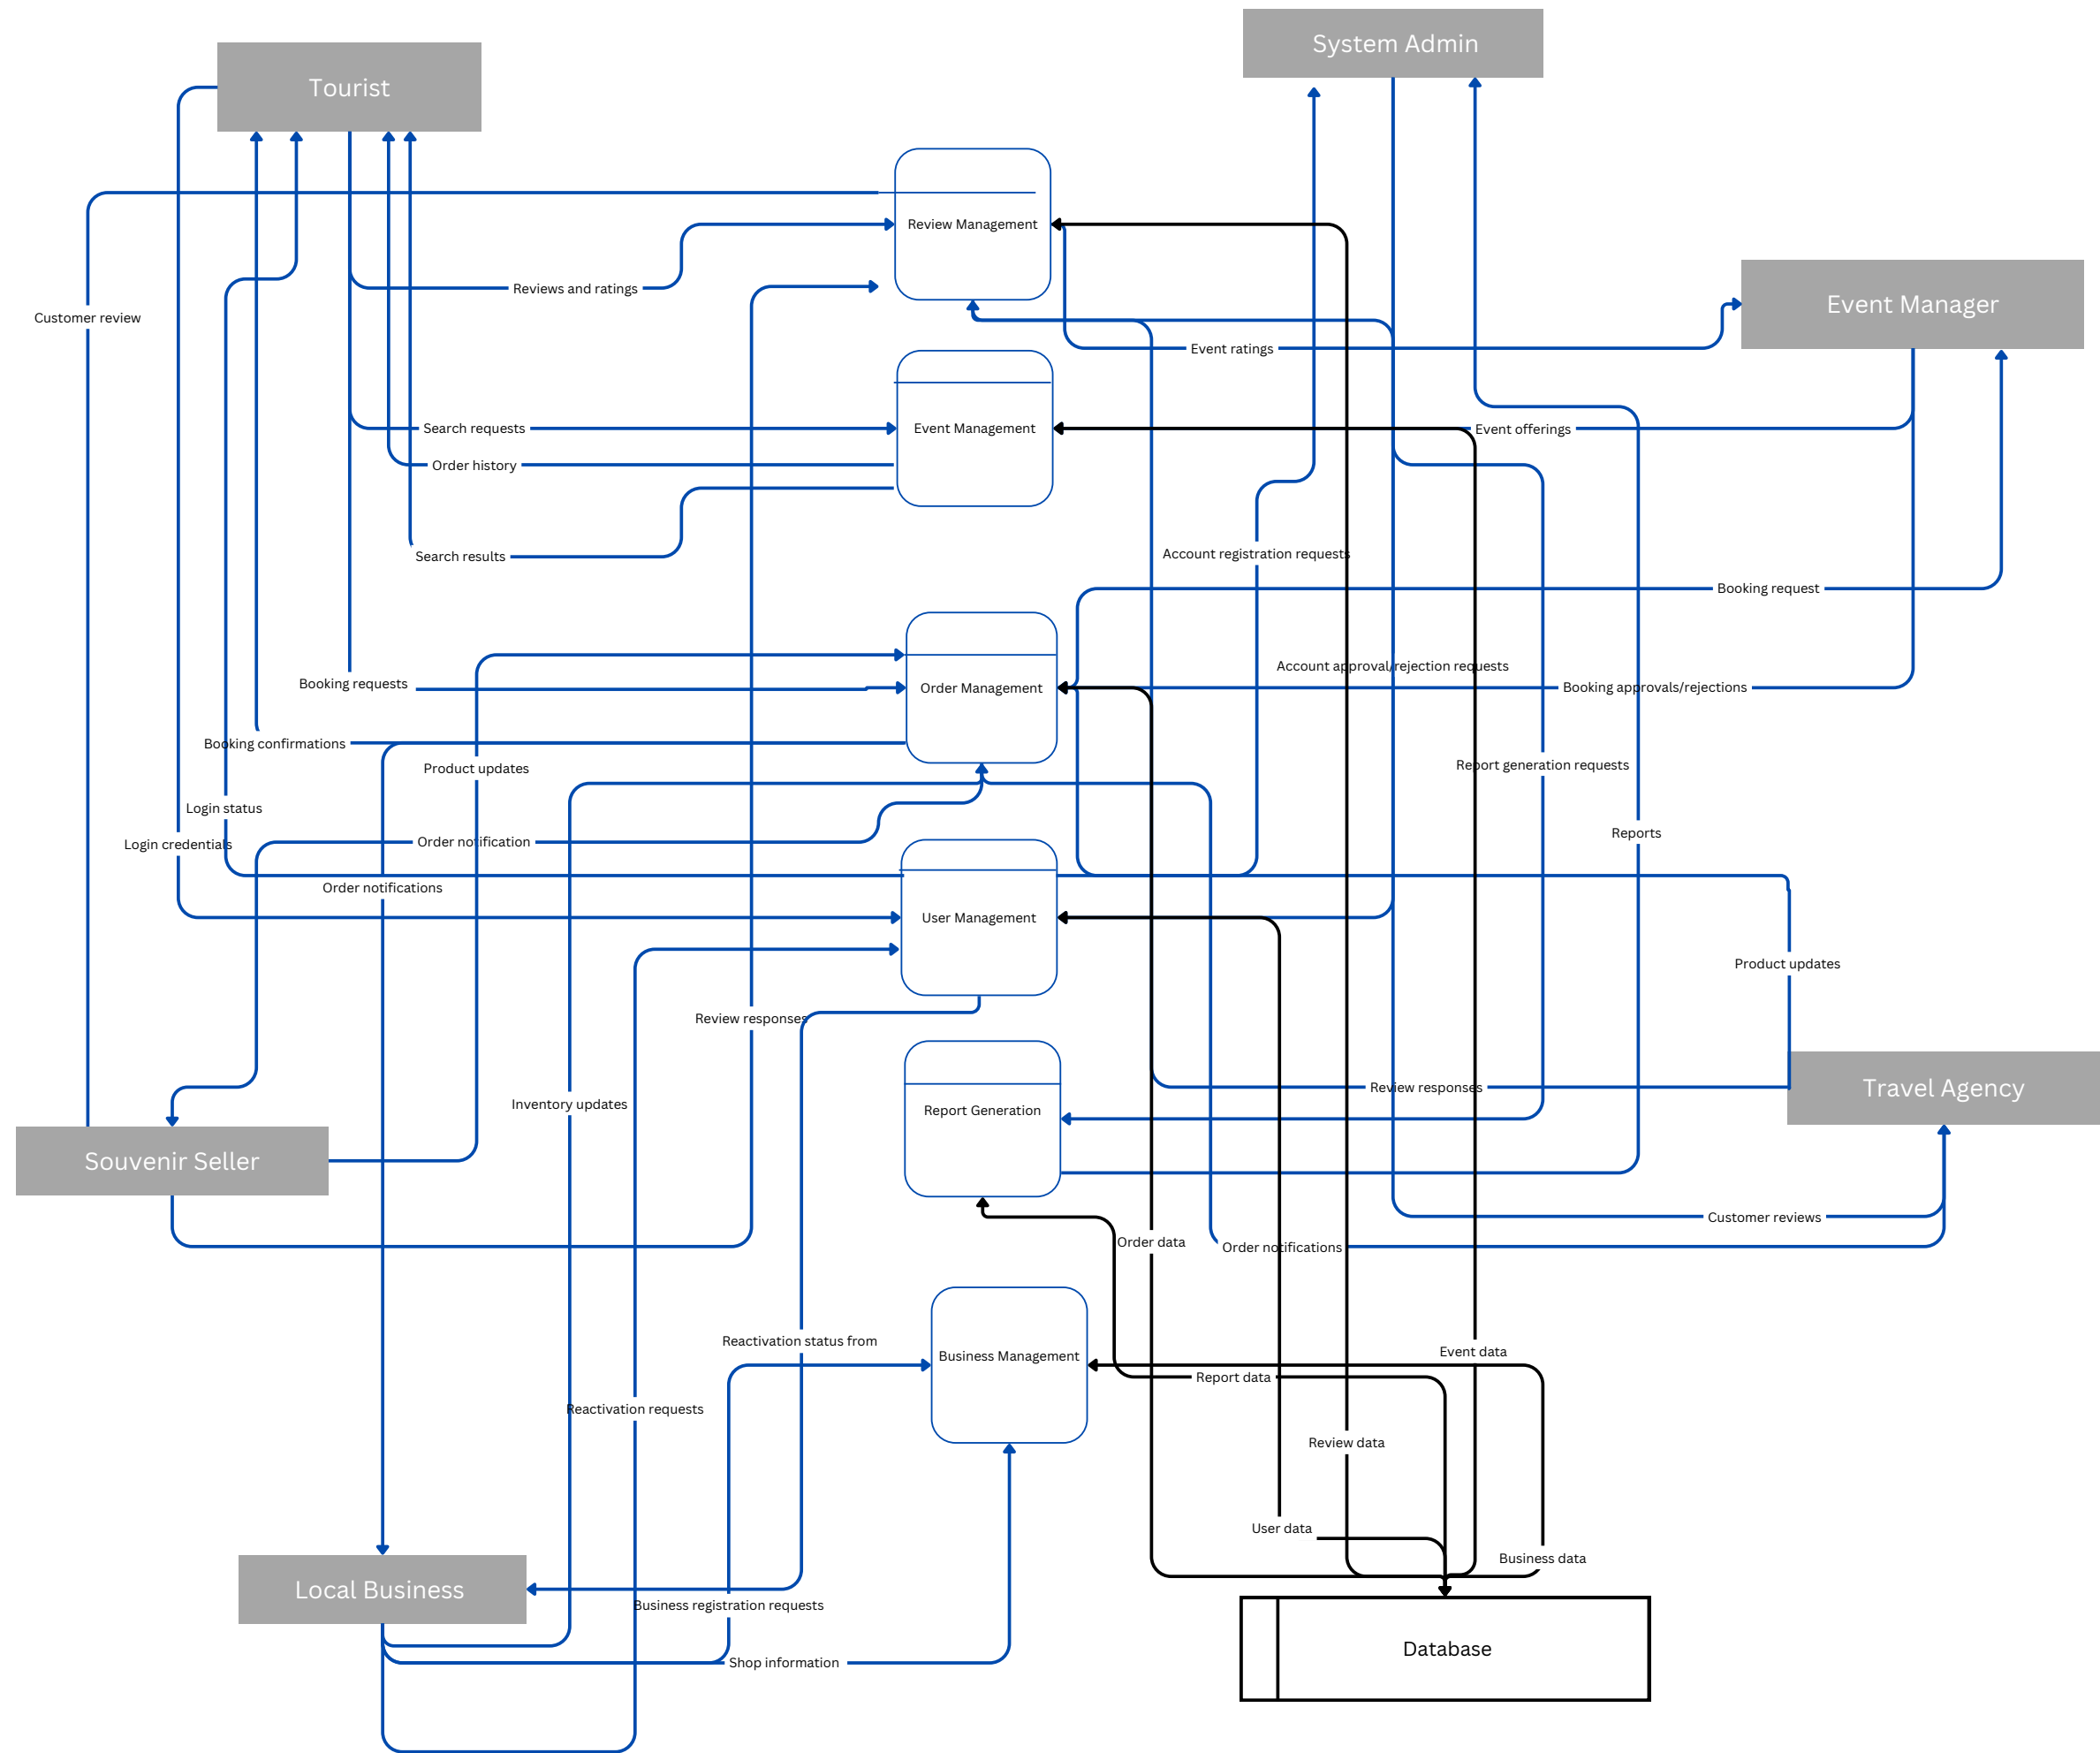 System Admin
Tourist
Review Management
Reviews and ratings
Event Manager
Customer review
Event ratings
Search requests
Event Management
Event offerings
Order history
Search results
Account registration requests
Booking request
Account approval/rejection requests
Booking requests
Order Management
Booking approvals/rejections
Booking confirmations
Product updates
Report generation requests
Login status
Reports
Login credentials
Order notification
Order notifications
User Management
Product updates
Review responses
Review responses
Travel Agency
Inventory updates
Report Generation
Souvenir Seller
Customer reviews
Order data
Order notifications
Reactivation status from
Event data
Business Management
Report data
Reactivation requests
Review data
User data
Business data
Local Business
Business registration requests
Database
Shop information